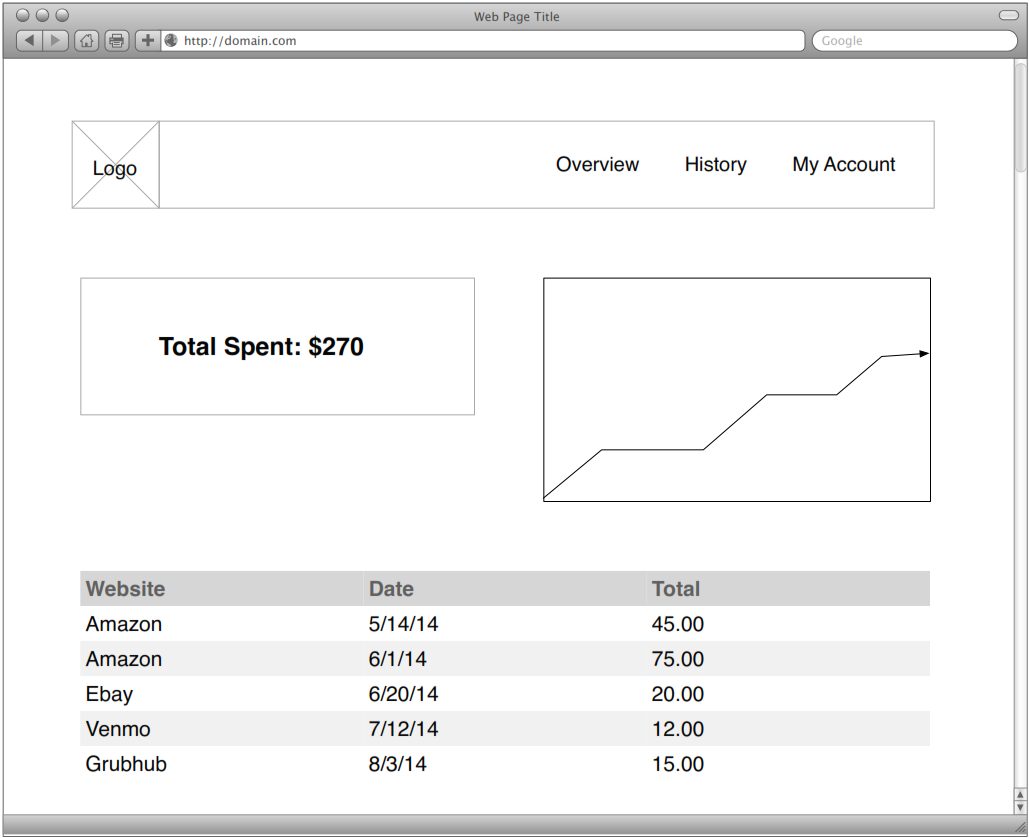 Web Page Title
http://domain.com
Google
Logo
Overview History My Account
Total Spent: $270
Website Date Total
Amazon 5/14/14 45.00
Amazon 6/1/14 75.00
Ebay 6/20/14 20.00
Venmo 7/12/14 12.00
Grubhub 8/3/14 15.00